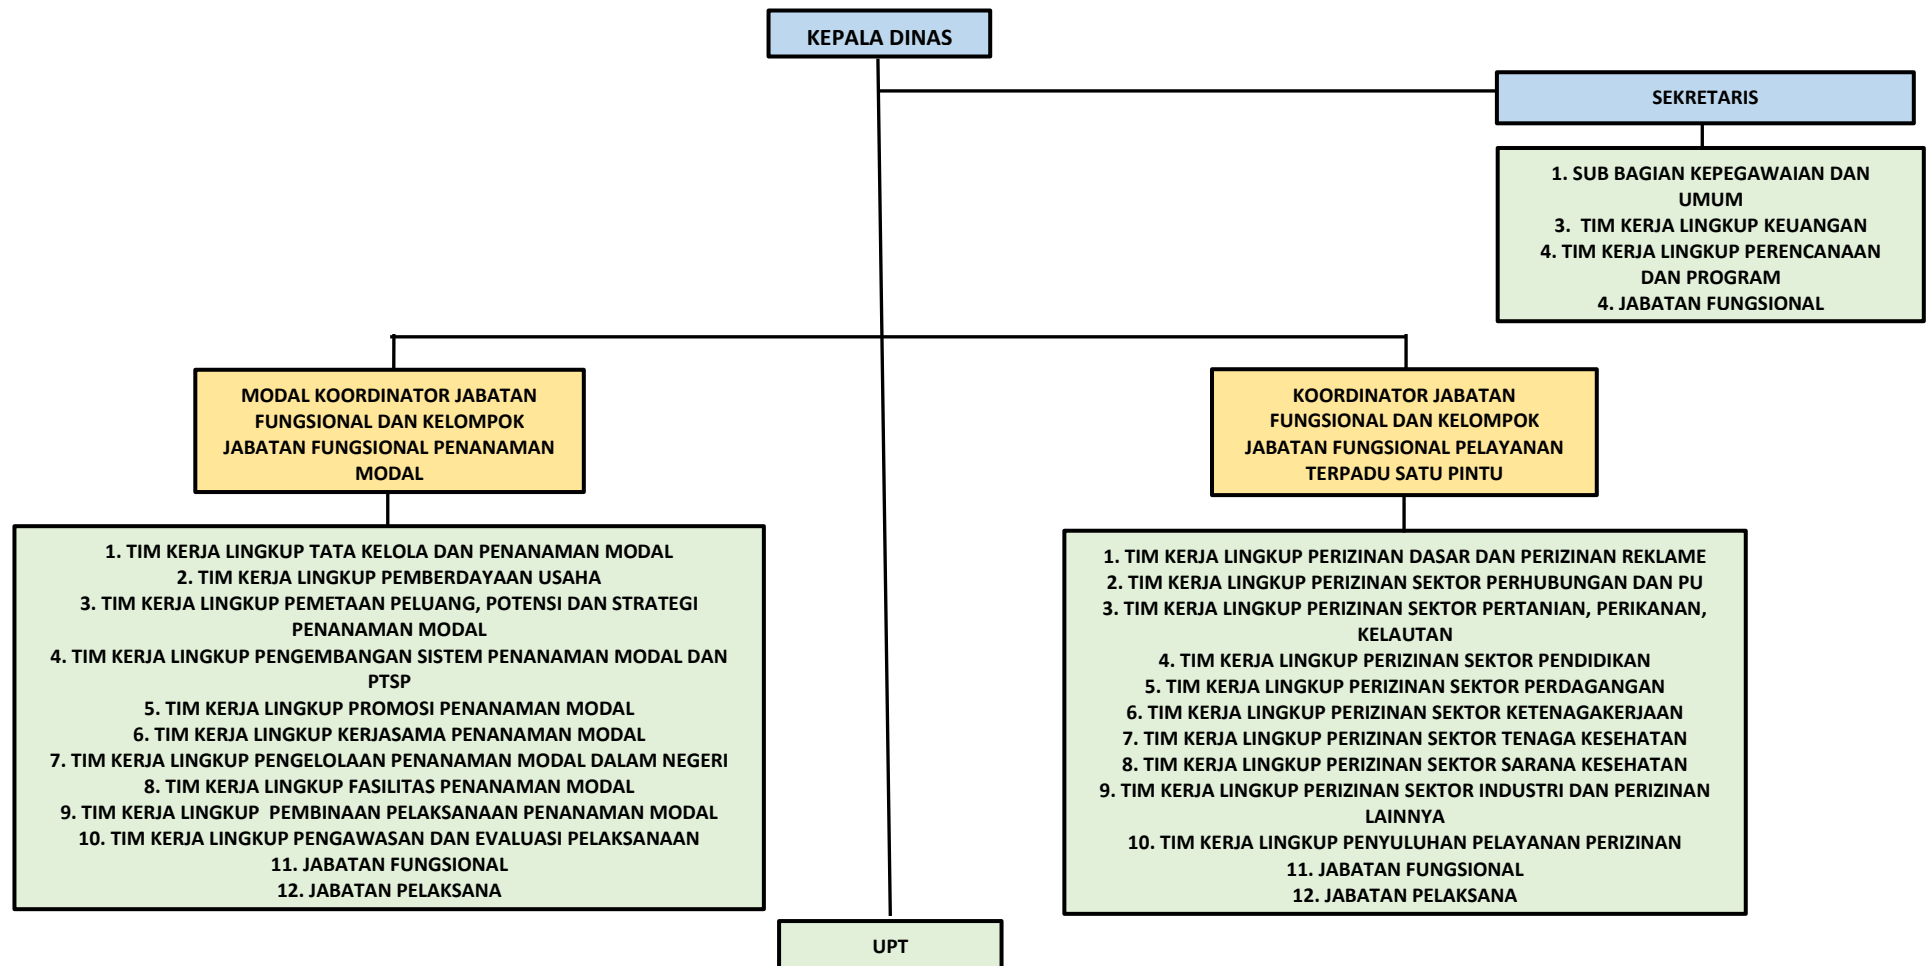 KEPALA DINAS
SEKRETARIS
1. SUB BAGIAN KEPEGAWAIAN DAN
UMUM
3. TIM KERJA LINGKUP KEUANGAN
4. TIM KERJA LINGKUP PERENCANAAN
DAN PROGRAM
4. JABATAN FUNGSIONAL
MODAL KOORDINATOR JABATAN
FUNGSIONAL DAN KELOMPOK
JABATAN FUNGSIONAL PENANAMAN
MODAL
KOORDINATOR JABATAN
FUNGSIONAL DAN KELOMPOK
JABATAN FUNGSIONAL PELAYANAN
TERPADU SATU PINTU
1. TIM KERJA LINGKUP TATA KELOLA DAN PENANAMAN MODAL
2. TIM KERJA LINGKUP PEMBERDAYAAN USAHA
3. TIM KERJA LINGKUP PEMETAAN PELUANG, POTENSI DAN STRATEGI
PENANAMAN MODAL
4. TIM KERJA LINGKUP PENGEMBANGAN SISTEM PENANAMAN MODAL DAN
PTSP
5. TIM KERJA LINGKUP PROMOSI PENANAMAN MODAL
6. TIM KERJA LINGKUP KERJASAMA PENANAMAN MODAL
7. TIM KERJA LINGKUP PENGELOLAAN PENANAMAN MODAL DALAM NEGERI
8. TIM KERJA LINGKUP FASILITAS PENANAMAN MODAL
9. TIM KERJA LINGKUP PEMBINAAN PELAKSANAAN PENANAMAN MODAL
10. TIM KERJA LINGKUP PENGAWASAN DAN EVALUASI PELAKSANAAN
11. JABATAN FUNGSIONAL
12. JABATAN PELAKSANA
1. TIM KERJA LINGKUP PERIZINAN DASAR DAN PERIZINAN REKLAME
2. TIM KERJA LINGKUP PERIZINAN SEKTOR PERHUBUNGAN DAN PU
3. TIM KERJA LINGKUP PERIZINAN SEKTOR PERTANIAN, PERIKANAN,
KELAUTAN
4. TIM KERJA LINGKUP PERIZINAN SEKTOR PENDIDIKAN
5. TIM KERJA LINGKUP PERIZINAN SEKTOR PERDAGANGAN
6. TIM KERJA LINGKUP PERIZINAN SEKTOR KETENAGAKERJAAN
7. TIM KERJA LINGKUP PERIZINAN SEKTOR TENAGA KESEHATAN
8. TIM KERJA LINGKUP PERIZINAN SEKTOR SARANA KESEHATAN
9. TIM KERJA LINGKUP PERIZINAN SEKTOR INDUSTRI DAN PERIZINAN
LAINNYA
10. TIM KERJA LINGKUP PENYULUHAN PELAYANAN PERIZINAN
11. JABATAN FUNGSIONAL
12. JABATAN PELAKSANA
UPT